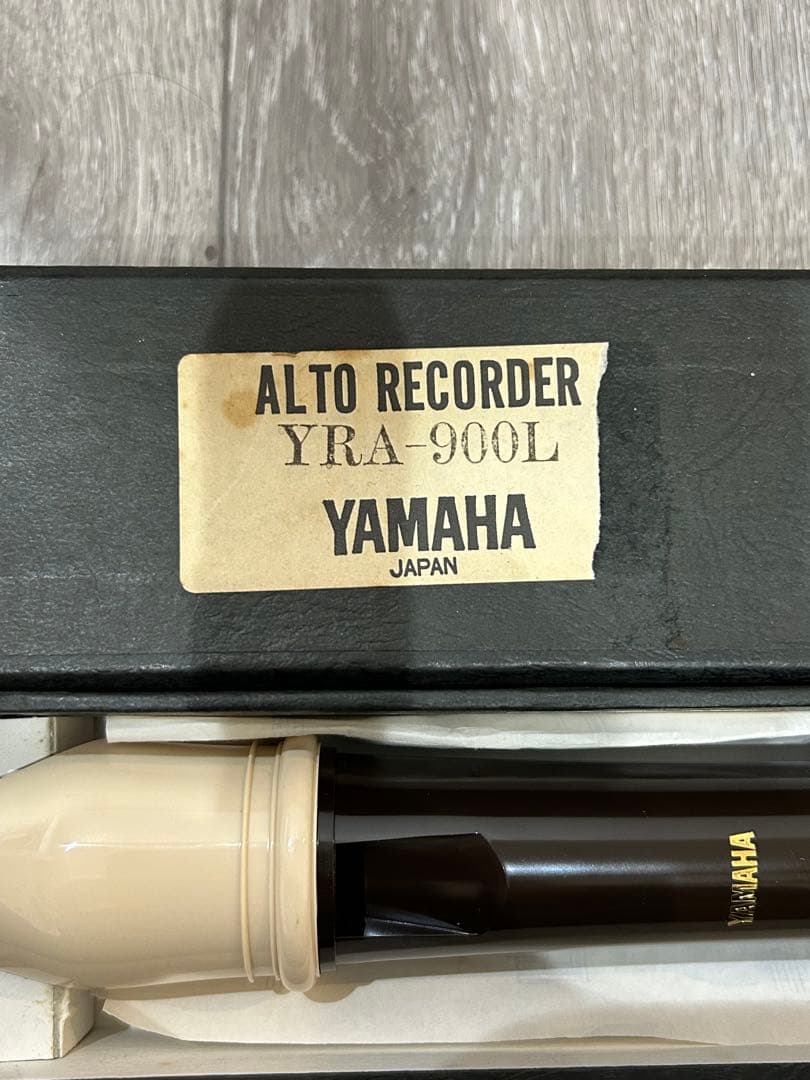 ALTO RECORDER
YRA-900L
YAMAHA
JAPAN
YAMAHA